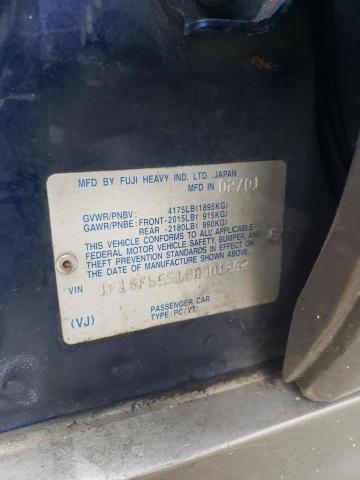 MFD BY FUJI HEAVY IND. LTD.,JAPAN
MFD IN 02/01
GVWR/PNBV: 4175LB(1895KG)
GAWR/PNBE:FRONT-2015LB( 915KG)
REAR -2180LB( 990KG)
THIS VEHICLE CONFORMS TO ALL APPLICABLE
FEDERAL MOTOR VEHICLE SAFETY, BUMPER, AND
THEFT PREVENTION STANDARDS IN EFFECT ON
THE DATE OF MANUFACTURE SHOWN ABOVE.
VIN
PASSENGER CAR
(VJ) TYPE:PC/VT: